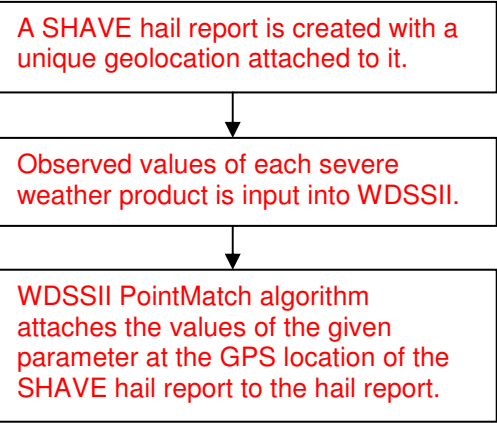 A SHAVE hail report is created with a
unique geolocation attached to it.
Observed values of each severe
weather product is input into WDSSII.
WDSSII PointMatch algorithm
attaches the values of the given
parameter at the GPS location of the
SHAVE hail report to the hail report.